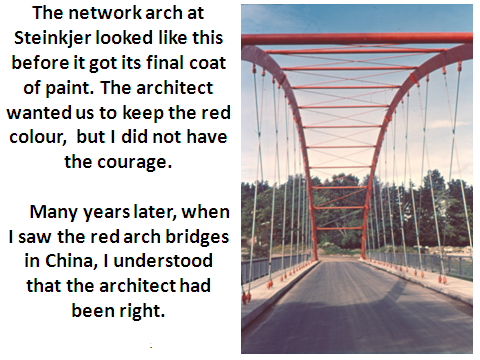 The network arch at
Steinkjer looked like this
before it got its final coat
of paint. The architect
wanted us to keep the red
colour, but I did not have
the courage.
Many years later, when
I saw the red arch bridges
in China, I understood
that the architect had
been right.